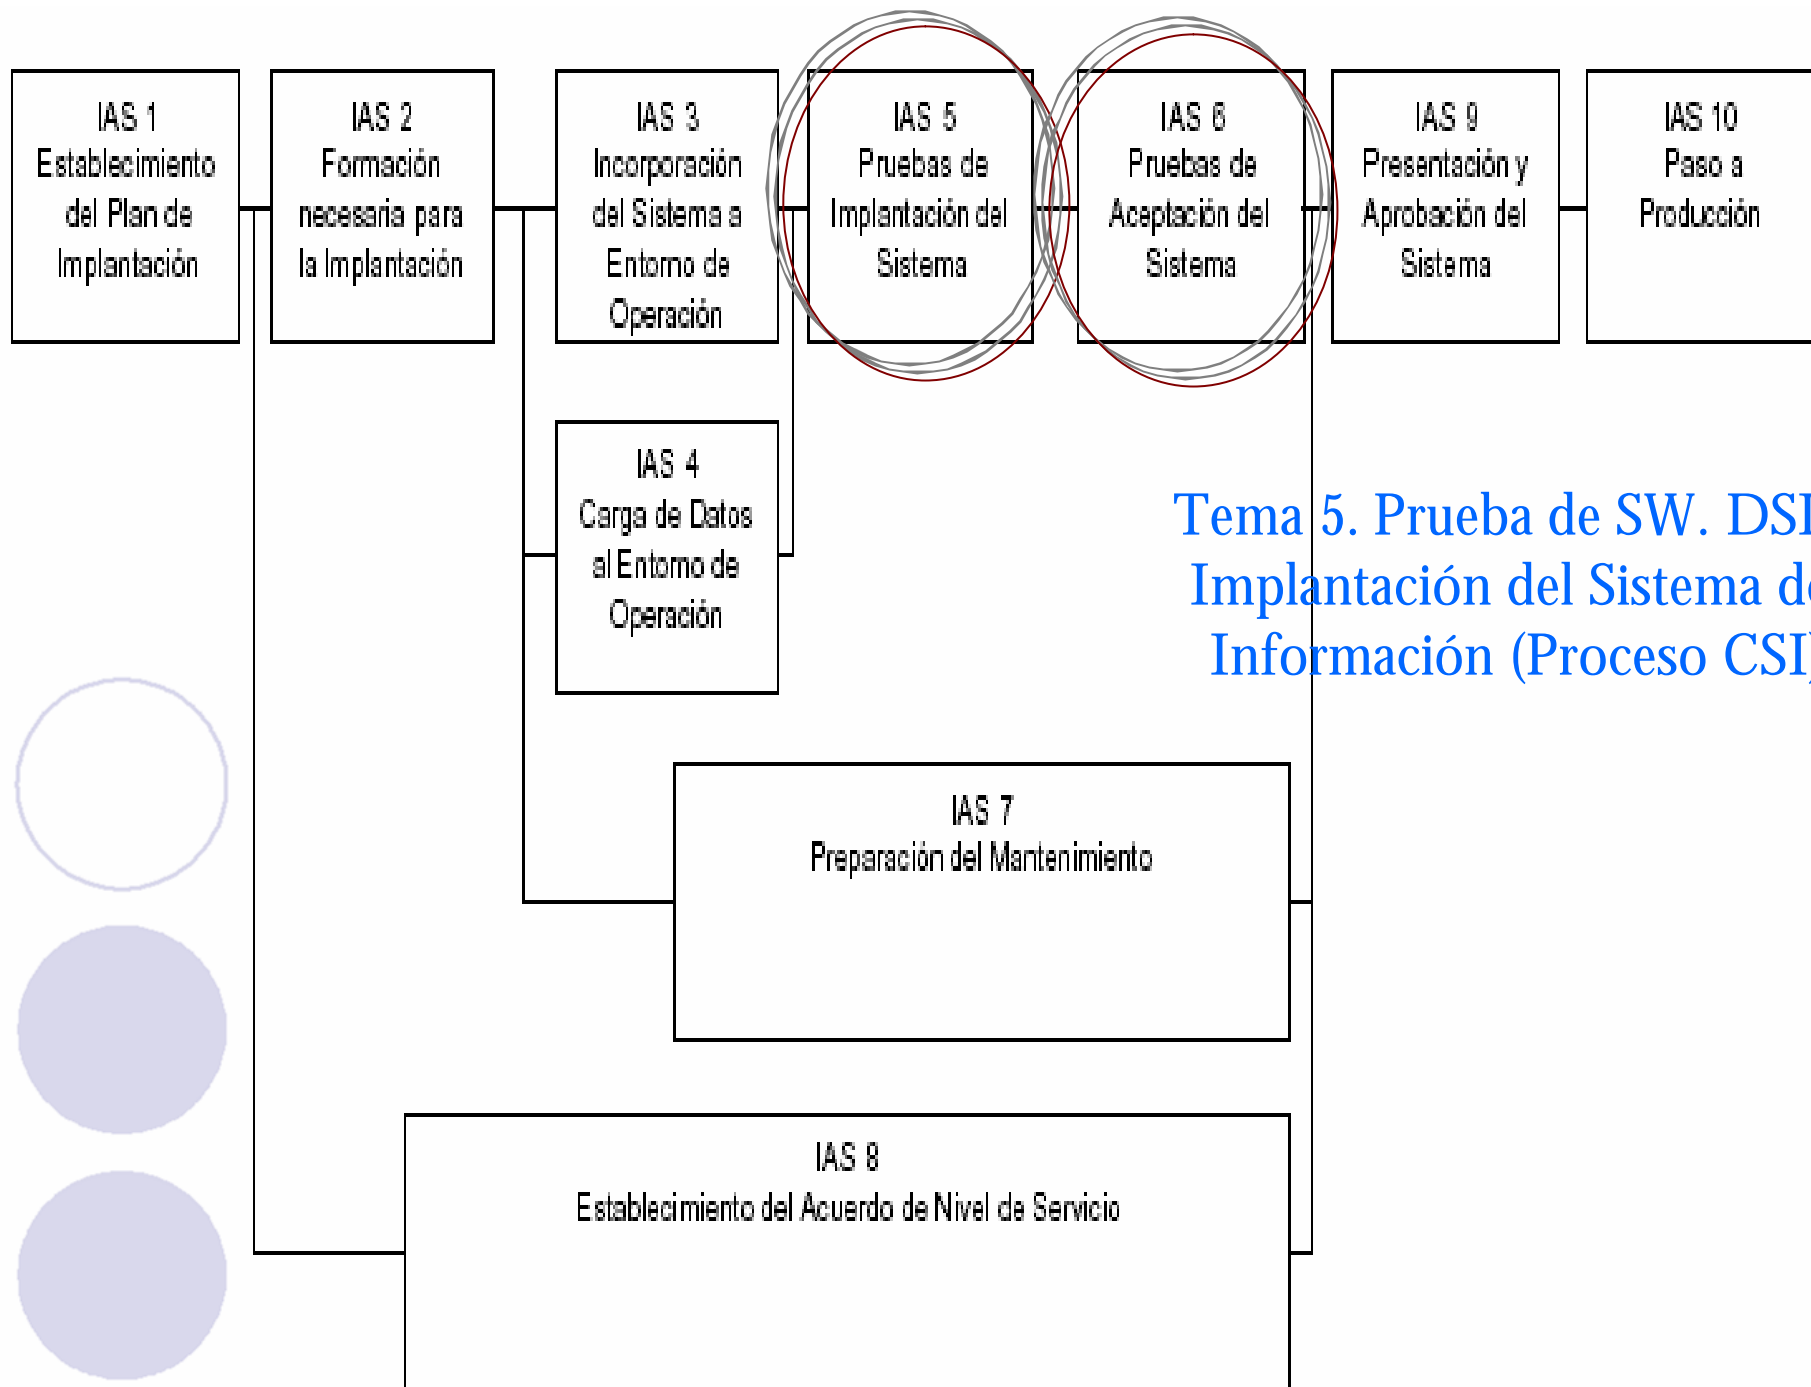 IAS 1
Establecimiento
del Plan de
Implantación
IAS 2
Formación
necesaria para
la Implantación
IAS 3
Incorporación
del Sistema a
Entorno de
Operación
IAS 5
Pruebas de
Implantación del
Sistema
IAS 6
Pruebas de
Aceptación del
Sistema
IAS 9
Presentación y
Aprobación del
Sistema
IAS 10
Paso a
Producción
IAS 4
Carga de Datos
al Entorno de
Operación
Tema 5. Prueba de SW. DSI
Implantación del Sistema de
Información (Proceso CSI)
IAS 7
Preparación del Mantenimiento
IAS 8
Establecimiento del Acuerdo de Nivel de Servicio